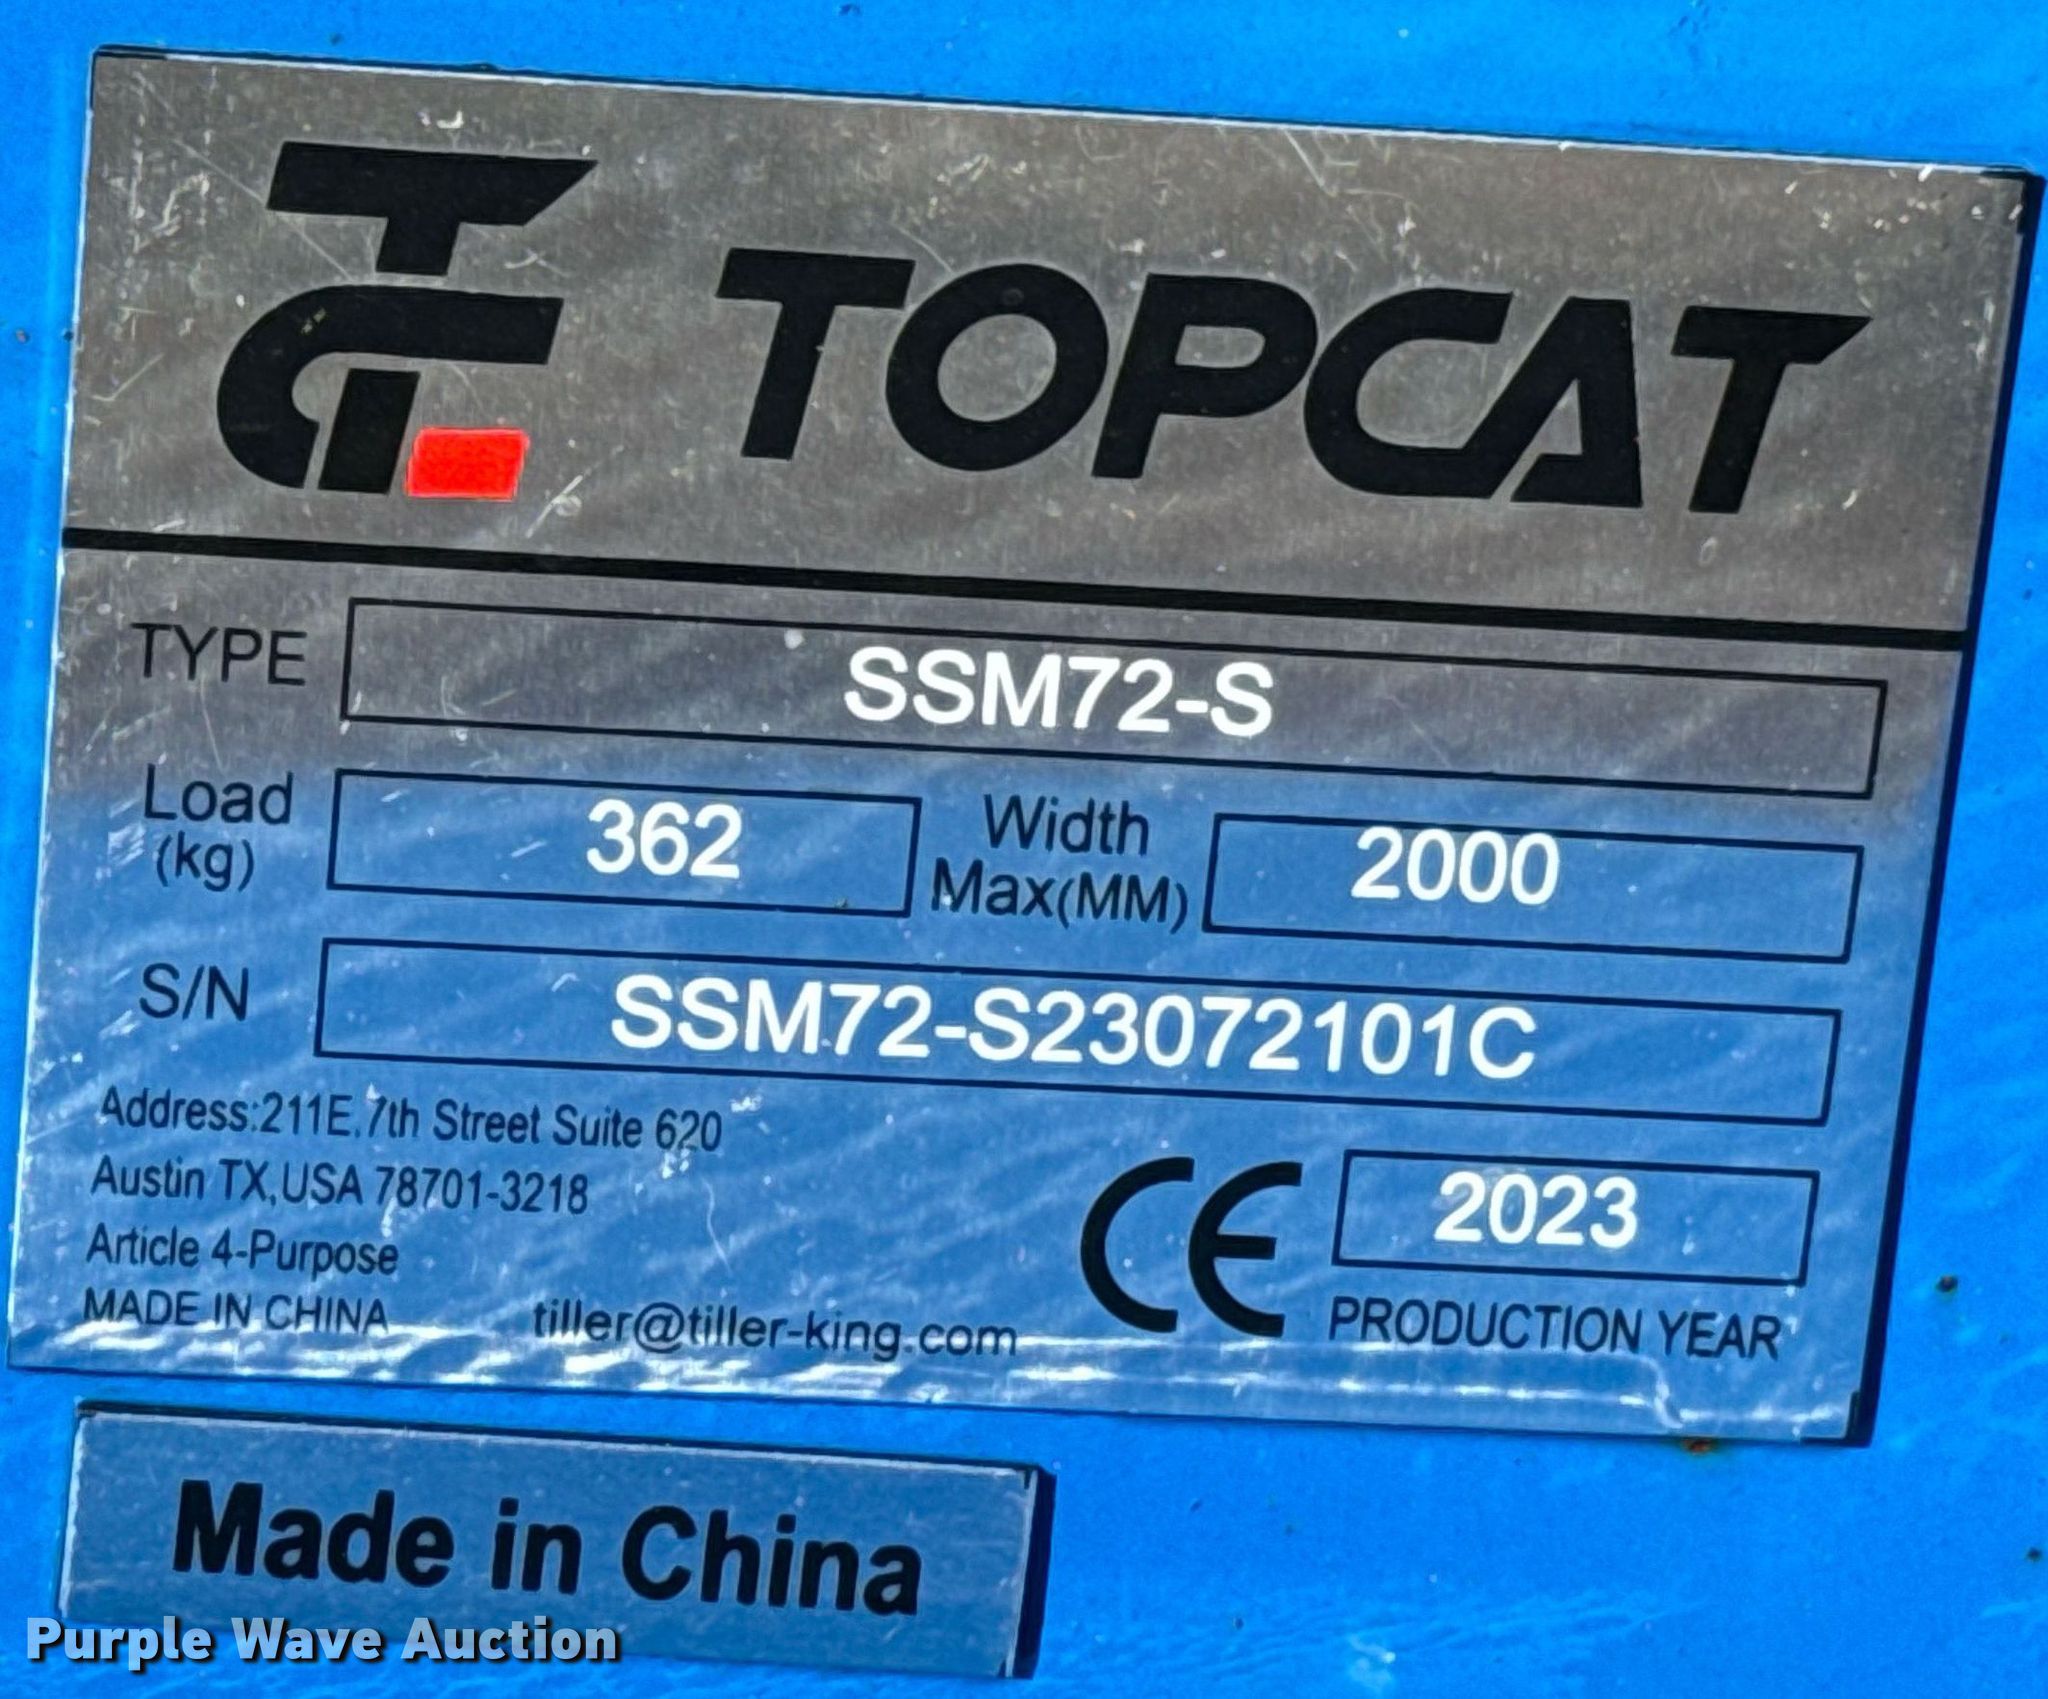 TOPCAT
TYPE SSM72-S
Load (kg) 362 Width Max(MM) 2000
S/N SSM72-S23072101C
Address:211E.7th Street Suite 620
Austin TX,USA 78701-3218
Article 4-Purpose
MADE IN CHINA tiller@tiller-king.com
CE 2023
PRODUCTION YEAR
Made in China
Purple Wave Auction